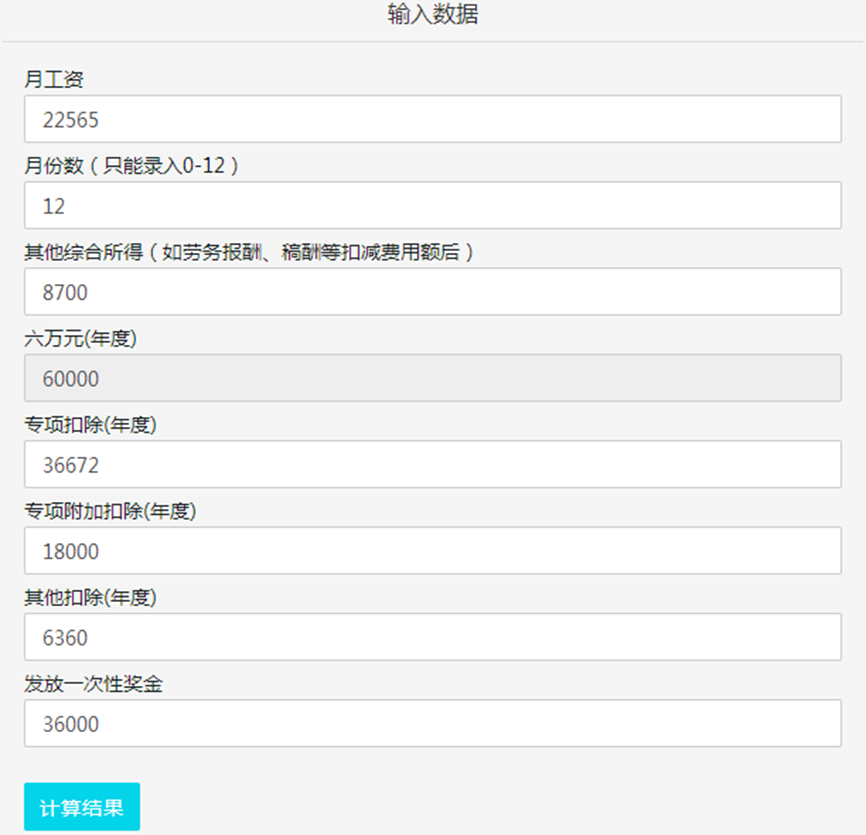 输入数据
月工资
22565
月份数（只能录入0-12）
12
其他综合所得（如劳务报酬、稿酬等扣减费用额后）
8700
六万元(年度)
60000
专项扣除(年度)
36672
专项附加扣除(年度)
18000
其他扣除(年度)
6360
发放一次性奖金
36000
计算结果